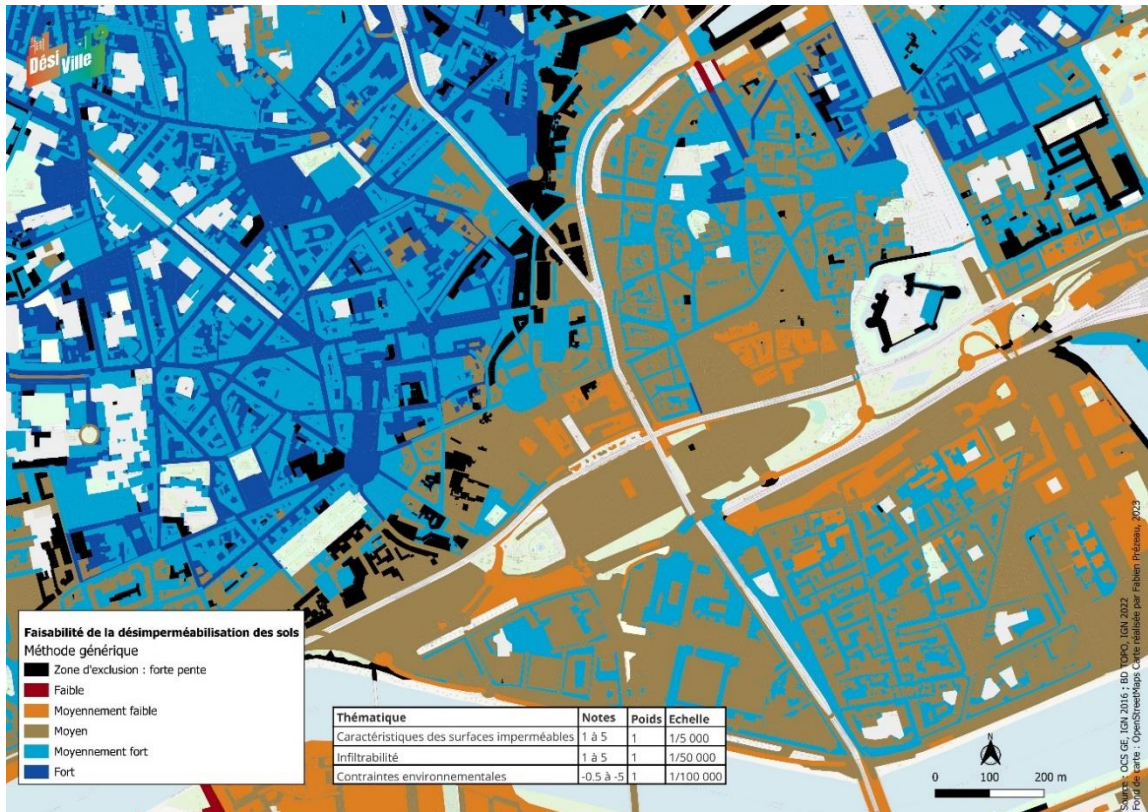 Dési
Ville
Faisabilité de la désimperméabilisation des sols
Méthode générique
Zone d'exclusion : forte pente
Faible
Moyennement faible
Moyen
Moyennement fort
Fort
Thématique Notes Poids Echelle
Caractéristiques des surfaces imperméables 1 à 5 1 1/5 000
Infiltrabilité 1 à 5 1 1/50 000
Contraintes environnementales -0.5 à -5 1 1/100 000
N
0 100 200 m
Source : OCS GE, IGN 2016 ; BD TOPO, IGN 2022
Fond de carte : OpenStreetMaps Carte réalisée par Fabien Prézeau, 2023